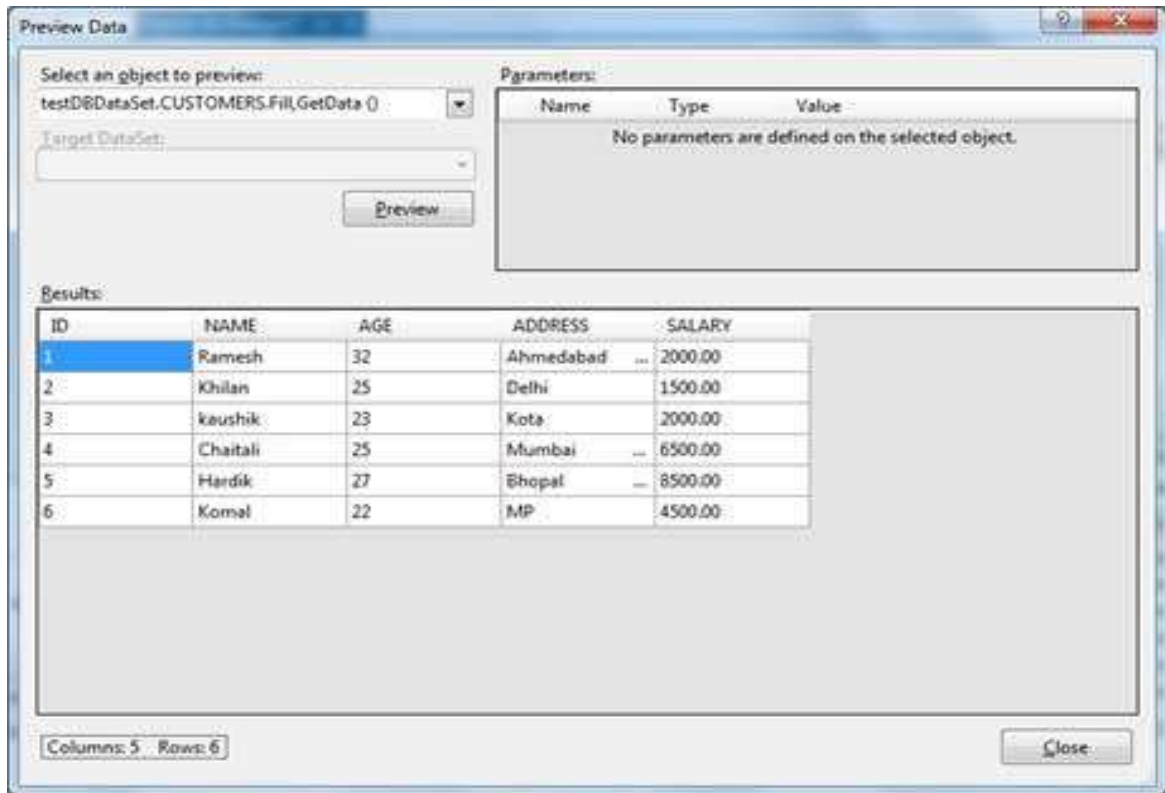 Preview Data
Select an object to preview:
testDBDataSet.CUSTOMERS.Fill,GetData ()
Target DataSet:
Preview
Parameters:
Name Type Value
No parameters are defined on the selected object.
Results:
ID NAME AGE ADDRESS SALARY
1 Ramesh 32 Ahmedabad ... 2000.00
2 Khilan 25 Delhi 1500.00
3 kaushik 23 Kota 2000.00
4 Chaitali 25 Mumbai ... 6500.00
5 Hardik 27 Bhopal ... 8500.00
6 Komal 22 MP 4500.00
Columns: 5 Rows: 6
Close